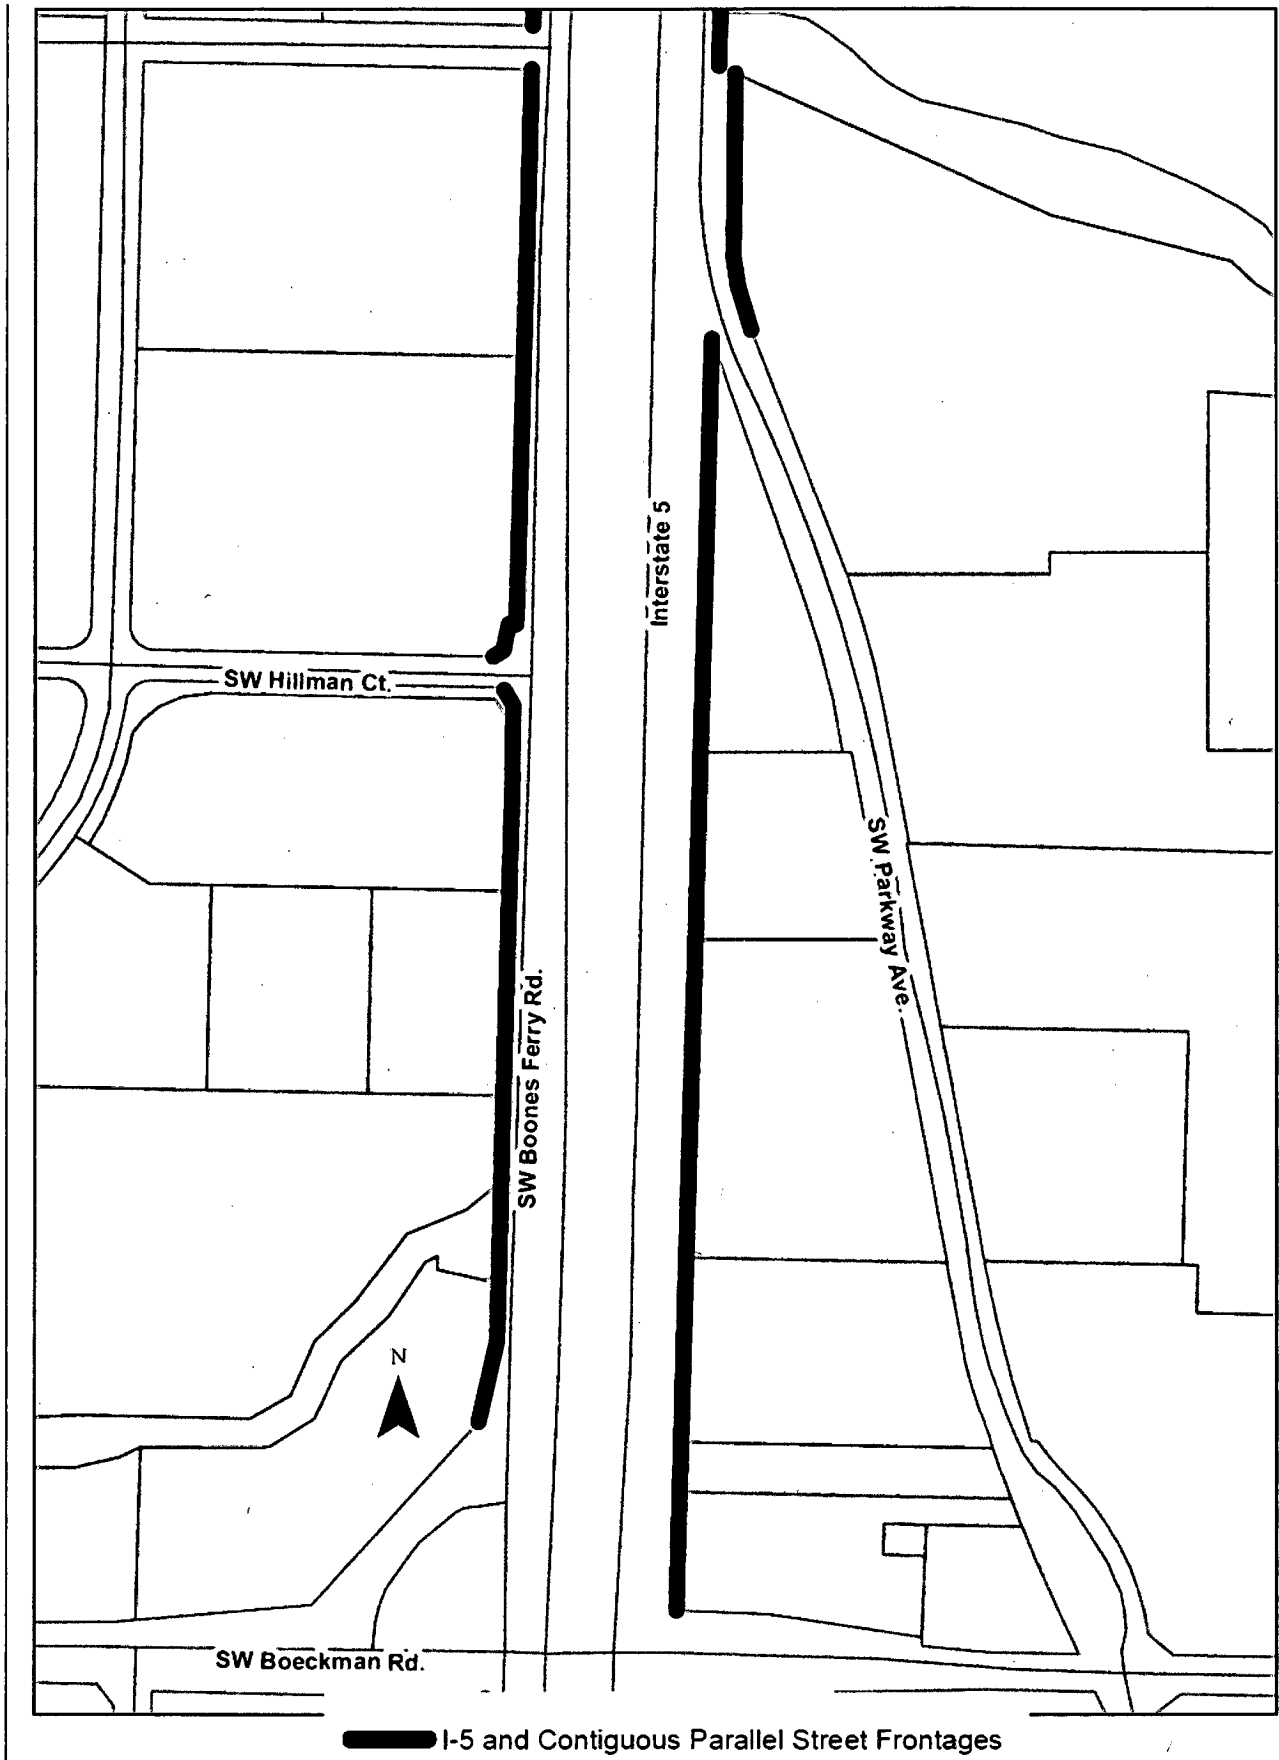 Interstate 5
SW Hillman Ct.
SW Parkway Ave.
SW Boones Ferry Rd.
N
SW Boeckman Rd.
I-5 and Contiguous Parallel Street Frontages